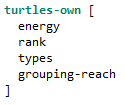 turtles-own [
energy
rank
types
grouping-reach
]